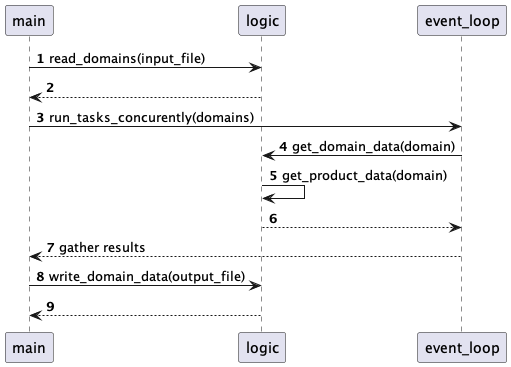 main logic event_loop
1 read_domains(input_file)
2
3 run_tasks_concurently(domains)
4 get_domain_data(domain)
5 get_product_data(domain)
6
7 gather results
8 write_domain_data(output_file)
9
main logic event_loop